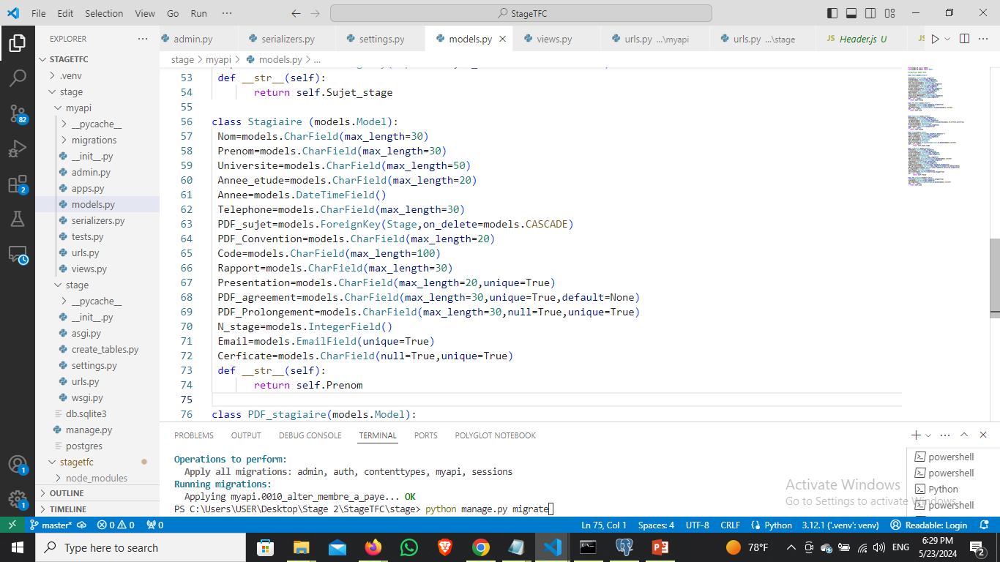 File Edit Selection View Go Run ··· StageTFC
EXPLORER ···
admin.py serializers.py settings.py models.py views.py urls.py ...\myapi urls.py ...\stage JS Header.js U JS
STAGETFC
stage > myapi > models.py > ...
.venv
stage
myapi
__pycache__
migrations
__init__.py
admin.py
apps.py
models.py
serializers.py
tests.py
urls.py
views.py
stage
__pycache__
__init__.py
asgi.py
create_tables.py
settings.py
urls.py
wsgi.py
db.sqlite3
manage.py
postgres
stagetfc
node_modules
OUTLINE
TIMELINE
82
2
1
1
53 def __str__(self):
54 return self.Sujet_stage
55
56 class Stagiaire (models.Model):
57 Nom=models.CharField(max_length=30)
58 Prenom=models.CharField(max_length=30)
59 Universite=models.CharField(max_length=50)
60 Annee_etude=models.CharField(max_length=20)
61 Annee=models.DateTimeField()
62 Telephone=models.CharField(max_length=30)
63 PDF_sujet=models.ForeignKey(Stage,on_delete=models.CASCADE)
64 PDF_Convention=models.CharField(max_length=20)
65 Code=models.CharField(max_length=100)
66 Rapport=models.CharField(max_length=30)
67 Presentation=models.CharField(max_length=20,unique=True)
68 PDF_agreement=models.CharField(max_length=30,unique=True,default=None)
69 PDF_Prolongement=models.CharField(max_length=30,null=True,unique=True)
70 N_stage=models.IntegerField()
71 Email=models.EmailField(unique=True)
72 Cerficate=models.CharField(null=True,unique=True)
73 def __str__(self):
74 return self.Prenom
75
76 class PDF_stagiaire(models.Model):
PROBLEMS OUTPUT DEBUG CONSOLE TERMINAL PORTS POLYGLOT NOTEBOOK
Operations to perform:
Apply all migrations: admin, auth, contenttypes, myapi, sessions
Running migrations:
Applying myapi.0010_alter_membre_a_paye... OK
PS C:\Users\USER\Desktop\Stage 2\StageTFC\stage> python manage.py migrate
powershell
powershell
Python
powershell
Activate Windows
Go to Settings to activate Windows.
master* 0 0 0 Ln 75, Col 1 Spaces: 4 UTF-8 CRLF Python 3.12.1 ('.venv': venv) Readable: Login
Type here to search
78°F ENG 6:29 PM
5/23/2024
2